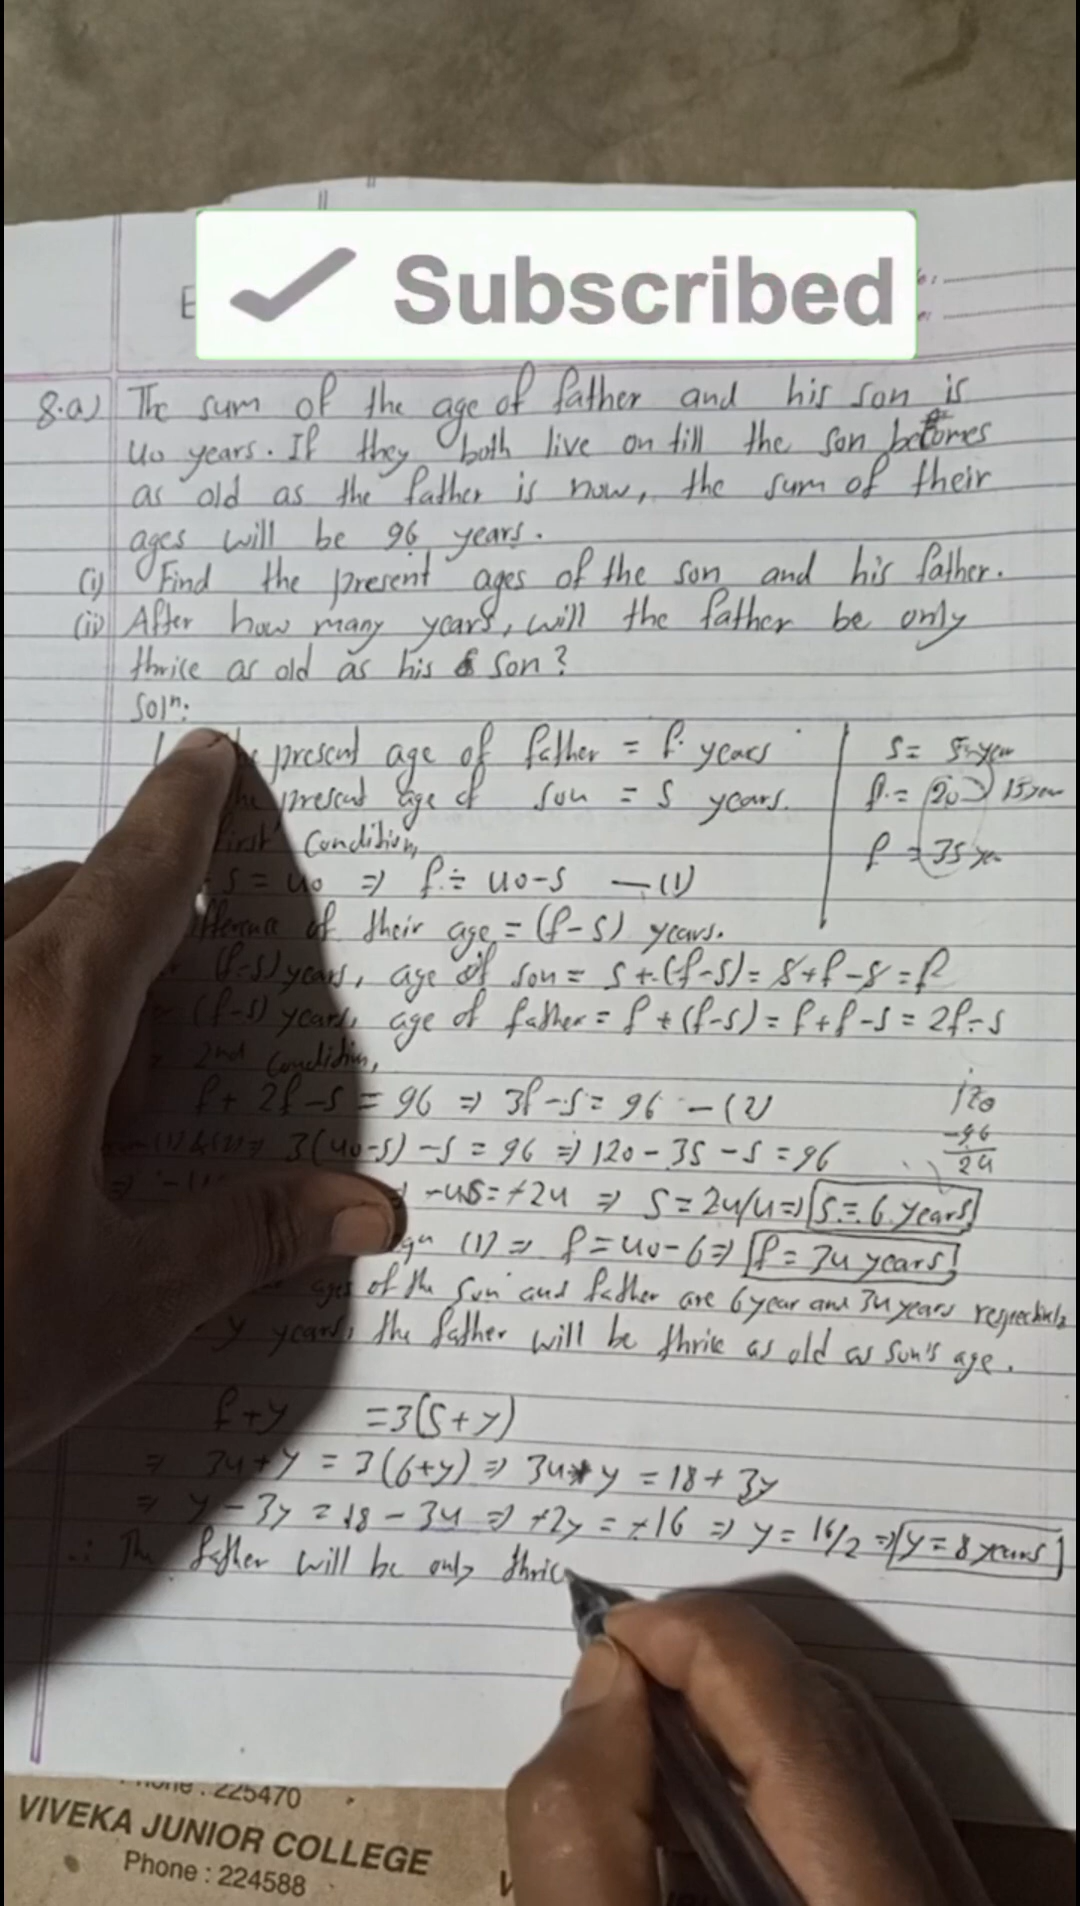 Subscribed
8.a) The sum of the age of father and his son is
40 years. If they both live on till the son becomes
as old as the father is now, the sum of their
ages will be 96 years.
(i) Find the present ages of the son and his father.
(ii) After how many years, will the father be only
thrice as old as his son?
Solⁿ:
present age of father = f years
S = 5 year
present age of son = S years.
f = 20 15 year
first Condition,
f = 35
S = 40 ⇒ f = 40-S —(1)
of their age = (f-S) years.
(f-S) years, age of son = S+(f-S) = S+f-S = f
(f-S) years, age of father = f+(f-S) = f+f-S = 2f-S
2nd Condition,
f + 2f-S = 96 ⇒ 3f-S = 96 —(2)
120
-96
24
3(40-S) - S = 96 ⇒ 120 - 3S - S = 96
-4S = -24 ⇒ S = 24/4 ⇒ S = 6 years
(1) ⇒ f = 40-6 ⇒ f = 34 years
ages of the son and father are 6 year and 34 years respectively
y years, the father will be thrice as old as son's age.
f+y = 3(S+y)
⇒ 34+y = 3(6+y) ⇒ 34+y = 18+3y
⇒ y - 3y = 18 - 34 ⇒ -2y = -16 ⇒ y = 16/2 ⇒ y = 8 years
∴ The father will be only thric
Phone : 225470
VIVEKA JUNIOR COLLEGE
Phone : 224588